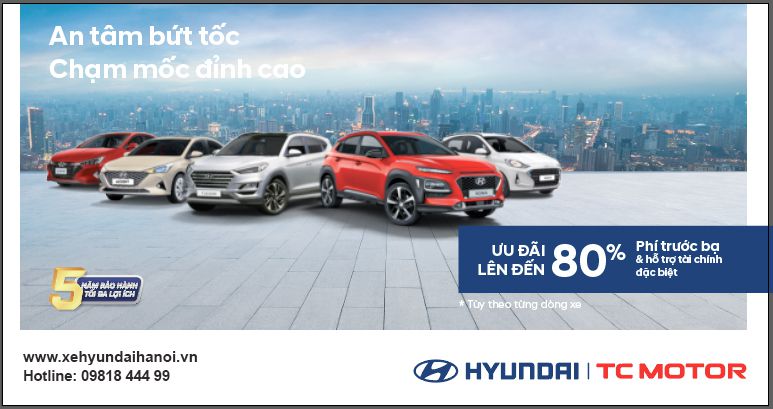 An tâm bứt tốc
Chạm mốc đỉnh cao
ƯU ĐÃI
LÊN ĐẾN
80%
Phí trước bạ
& hỗ trợ tài chính
đặc biệt
* Tùy theo từng dòng xe
5
NĂM BẢO HÀNH
TỐI ĐA LỢI ÍCH
www.xehyundaihanoi.vn
Hotline: 09818 444 99
HYUNDAI | TC MOTOR